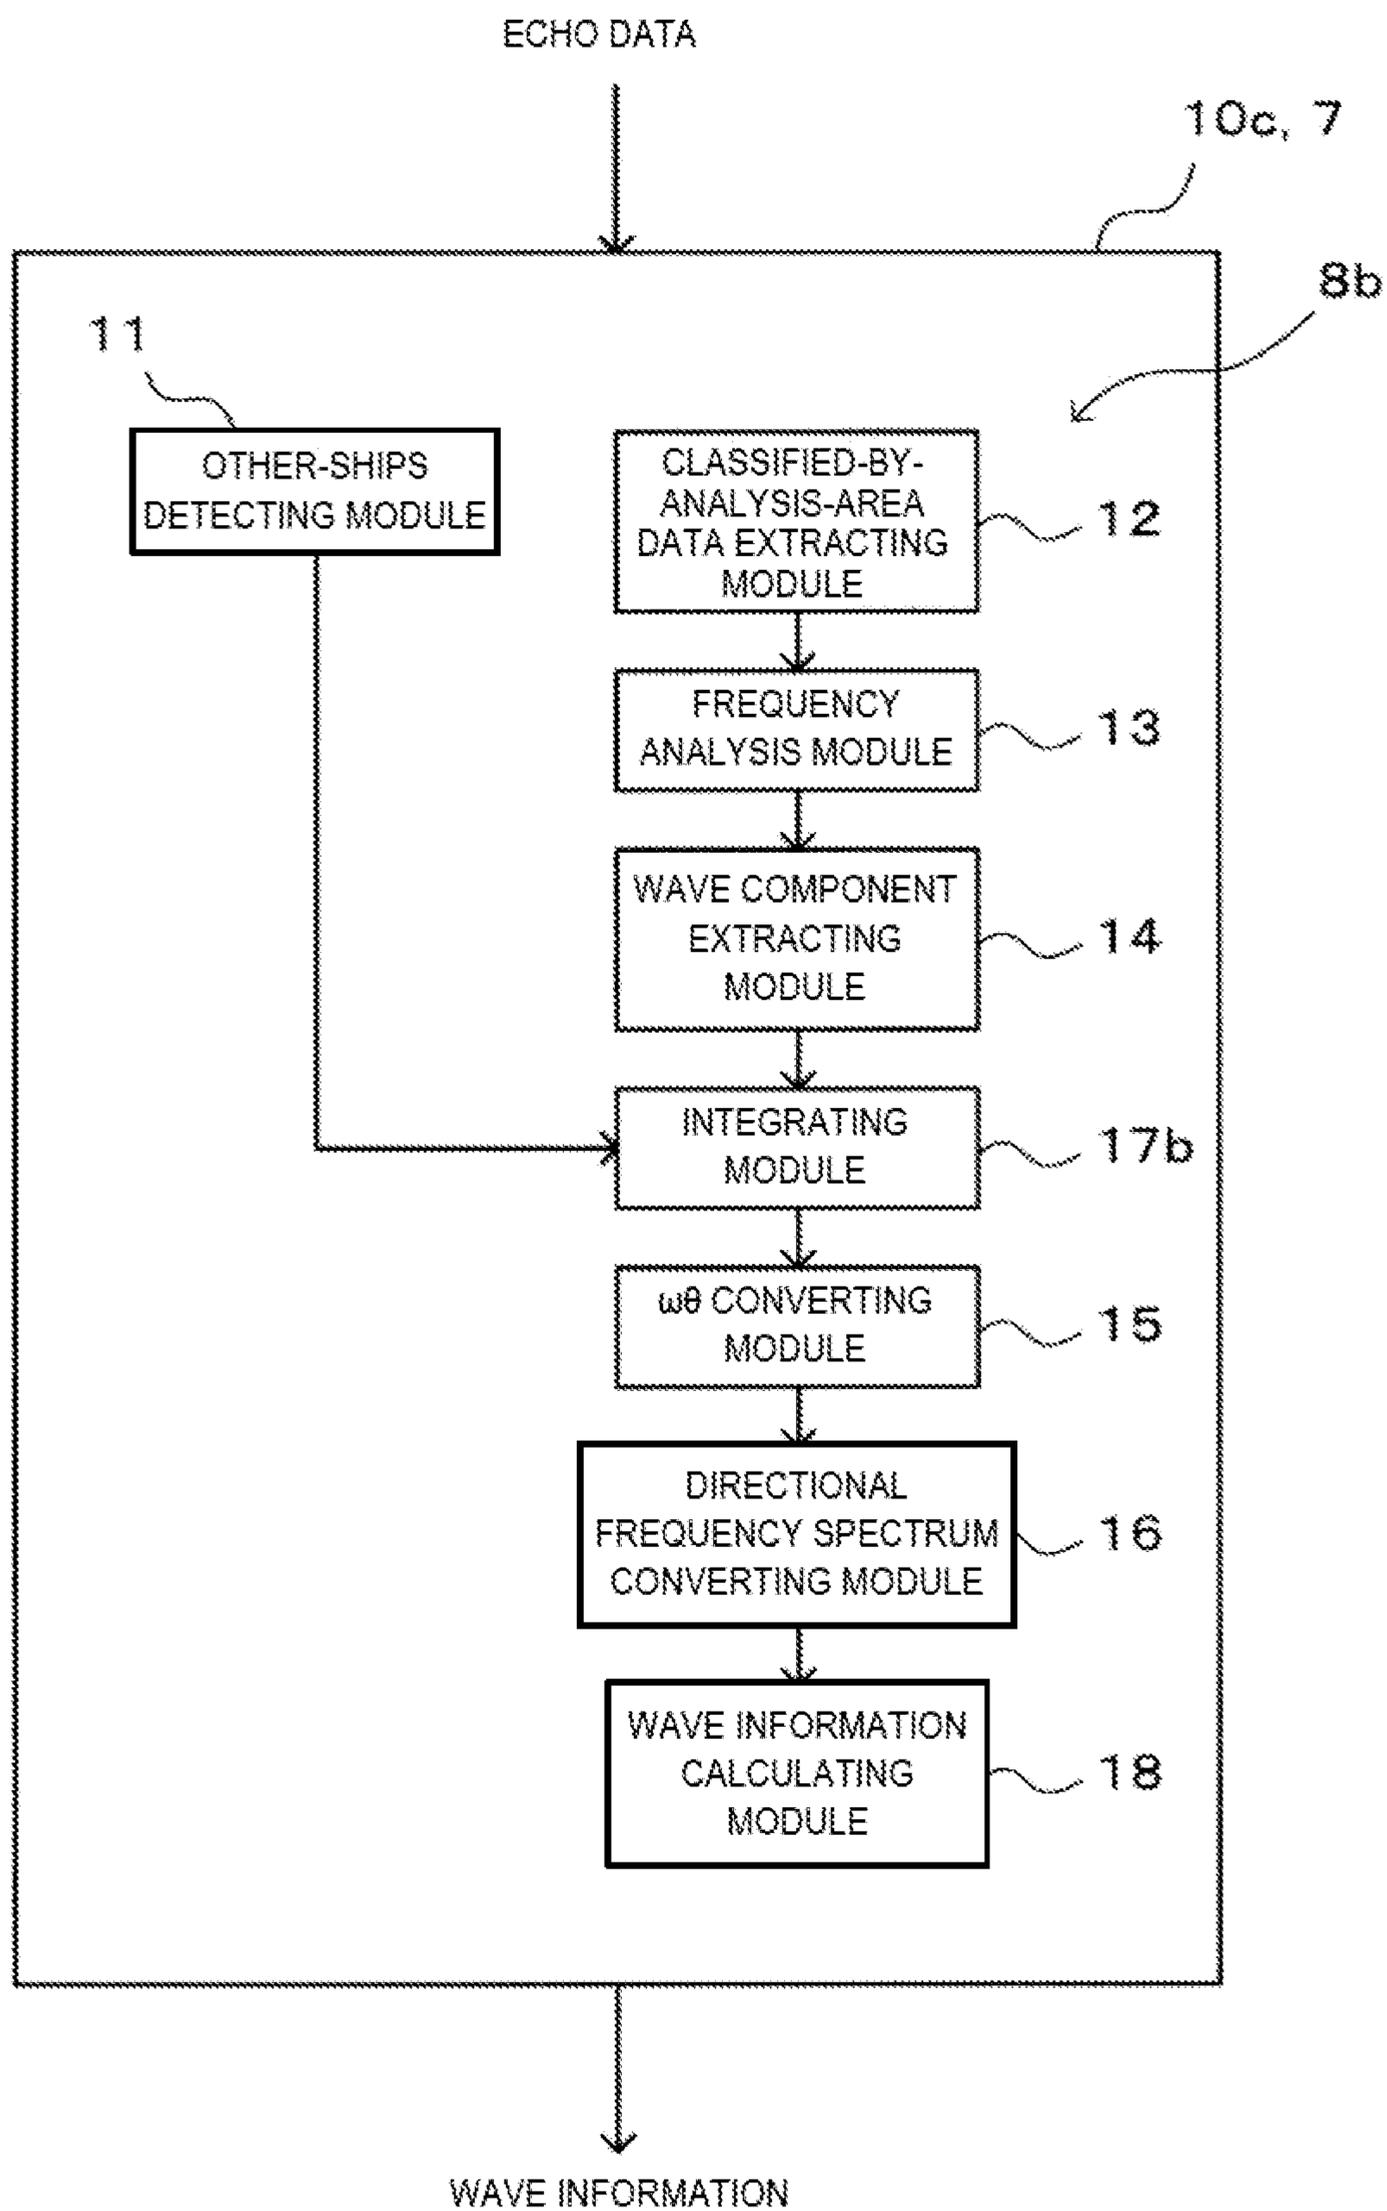 ECHO DATA
10c, 7
8b
11
OTHER-SHIPS
DETECTING MODULE
CLASSIFIED-BY-
ANALYSIS-AREA
DATA EXTRACTING
MODULE
12
FREQUENCY
ANALYSIS MODULE
13
WAVE COMPONENT
EXTRACTING
MODULE
14
INTEGRATING
MODULE
17b
ωθ CONVERTING
MODULE
15
DIRECTIONAL
FREQUENCY SPECTRUM
CONVERTING MODULE
16
WAVE INFORMATION
CALCULATING
MODULE
18
WAVE INFORMATION